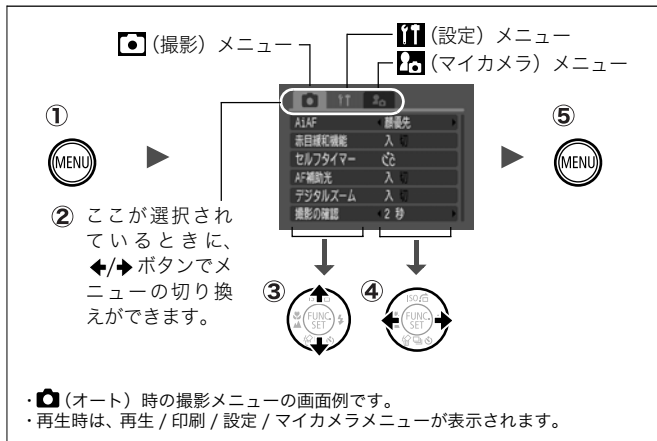 (撮影) メニュー
(設定) メニュー
(マイカメラ) メニュー
①
MENU
② ここが選択され
ているときに、
←/→ ボタンでメ
ニューの切り換
えができます。
AiAF 顔優先
赤目緩和機能 入 切
セルフタイマー
AF補助光 入 切
デジタルズーム 入 切
撮影の確認 2 秒
③
FUNC.
SET
④
ISO
FUNC.
SET
⑤
MENU
・(オート) 時の撮影メニューの画面例です。
・再生時は、再生 / 印刷 / 設定 / マイカメラメニューが表示されます。